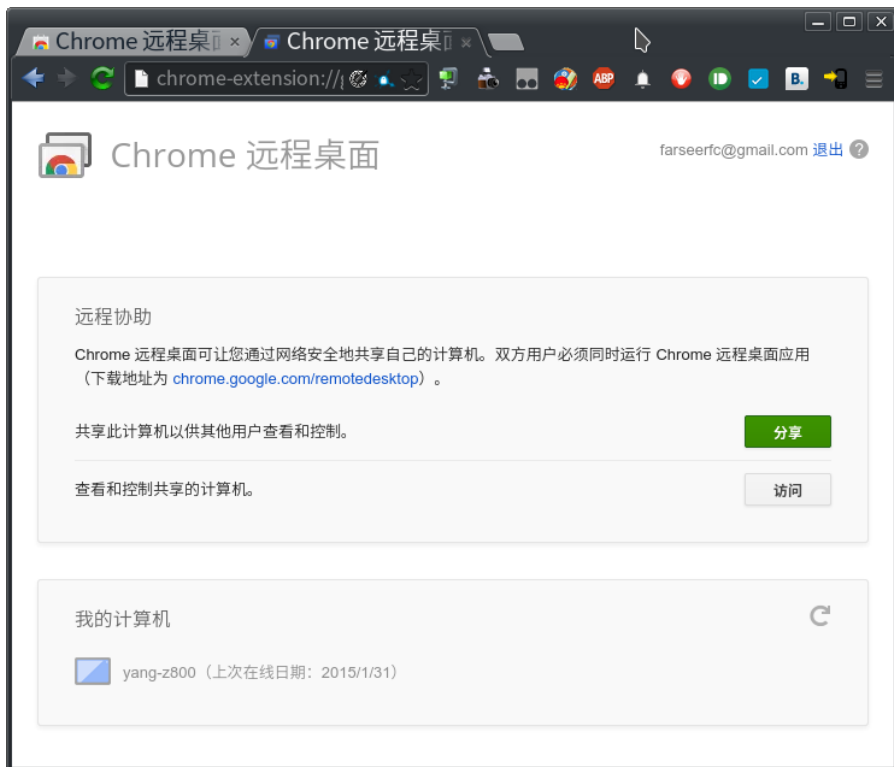 Chrome 远程桌
Chrome 远程桌
chrome-extension://
ABP
B.
Chrome 远程桌面
farseerfc@gmail.com 退出 ?
远程协助
Chrome 远程桌面可让您通过网络安全地共享自己的计算机。双方用户必须同时运行 Chrome 远程桌面应用
（下载地址为 chrome.google.com/remotedesktop）。
共享此计算机以供其他用户查看和控制。
分享
查看和控制共享的计算机。
访问
我的计算机
yang-z800（上次在线日期：2015/1/31）